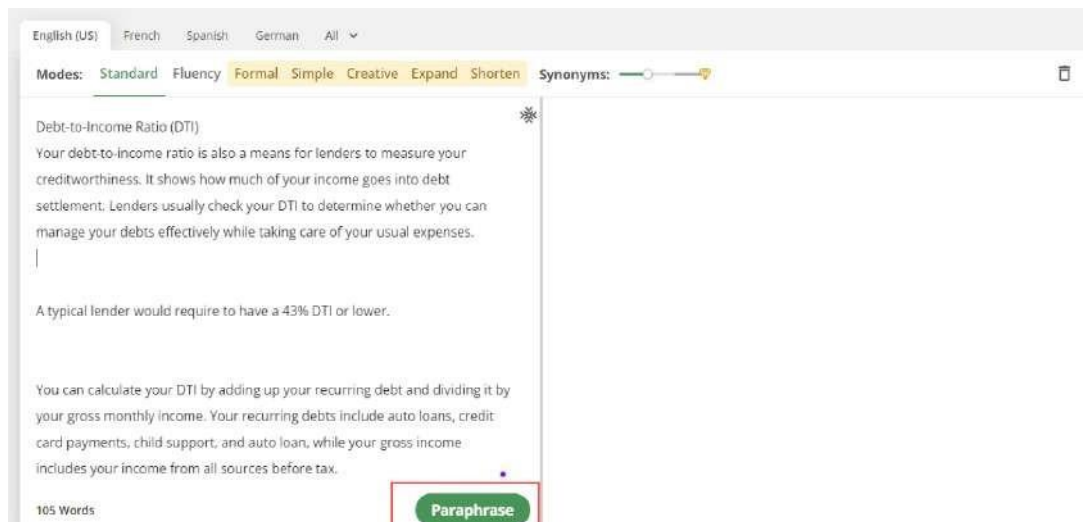 English (US) French Spanish German All
Modes: Standard Fluency Formal Simple Creative Expand Shorten Synonyms:
Debt-to-Income Ratio (DTI)
Your debt-to-income ratio is also a means for lenders to measure your
creditworthiness. It shows how much of your income goes into debt
settlement. Lenders usually check your DTI to determine whether you can
manage your debts effectively while taking care of your usual expenses.
A typical lender would require to have a 43% DTI or lower.
You can calculate your DTI by adding up your recurring debt and dividing it by
your gross monthly income. Your recurring debts include auto loans, credit
card payments, child support, and auto loan, while your gross income
includes your income from all sources before tax.
105 Words Paraphrase